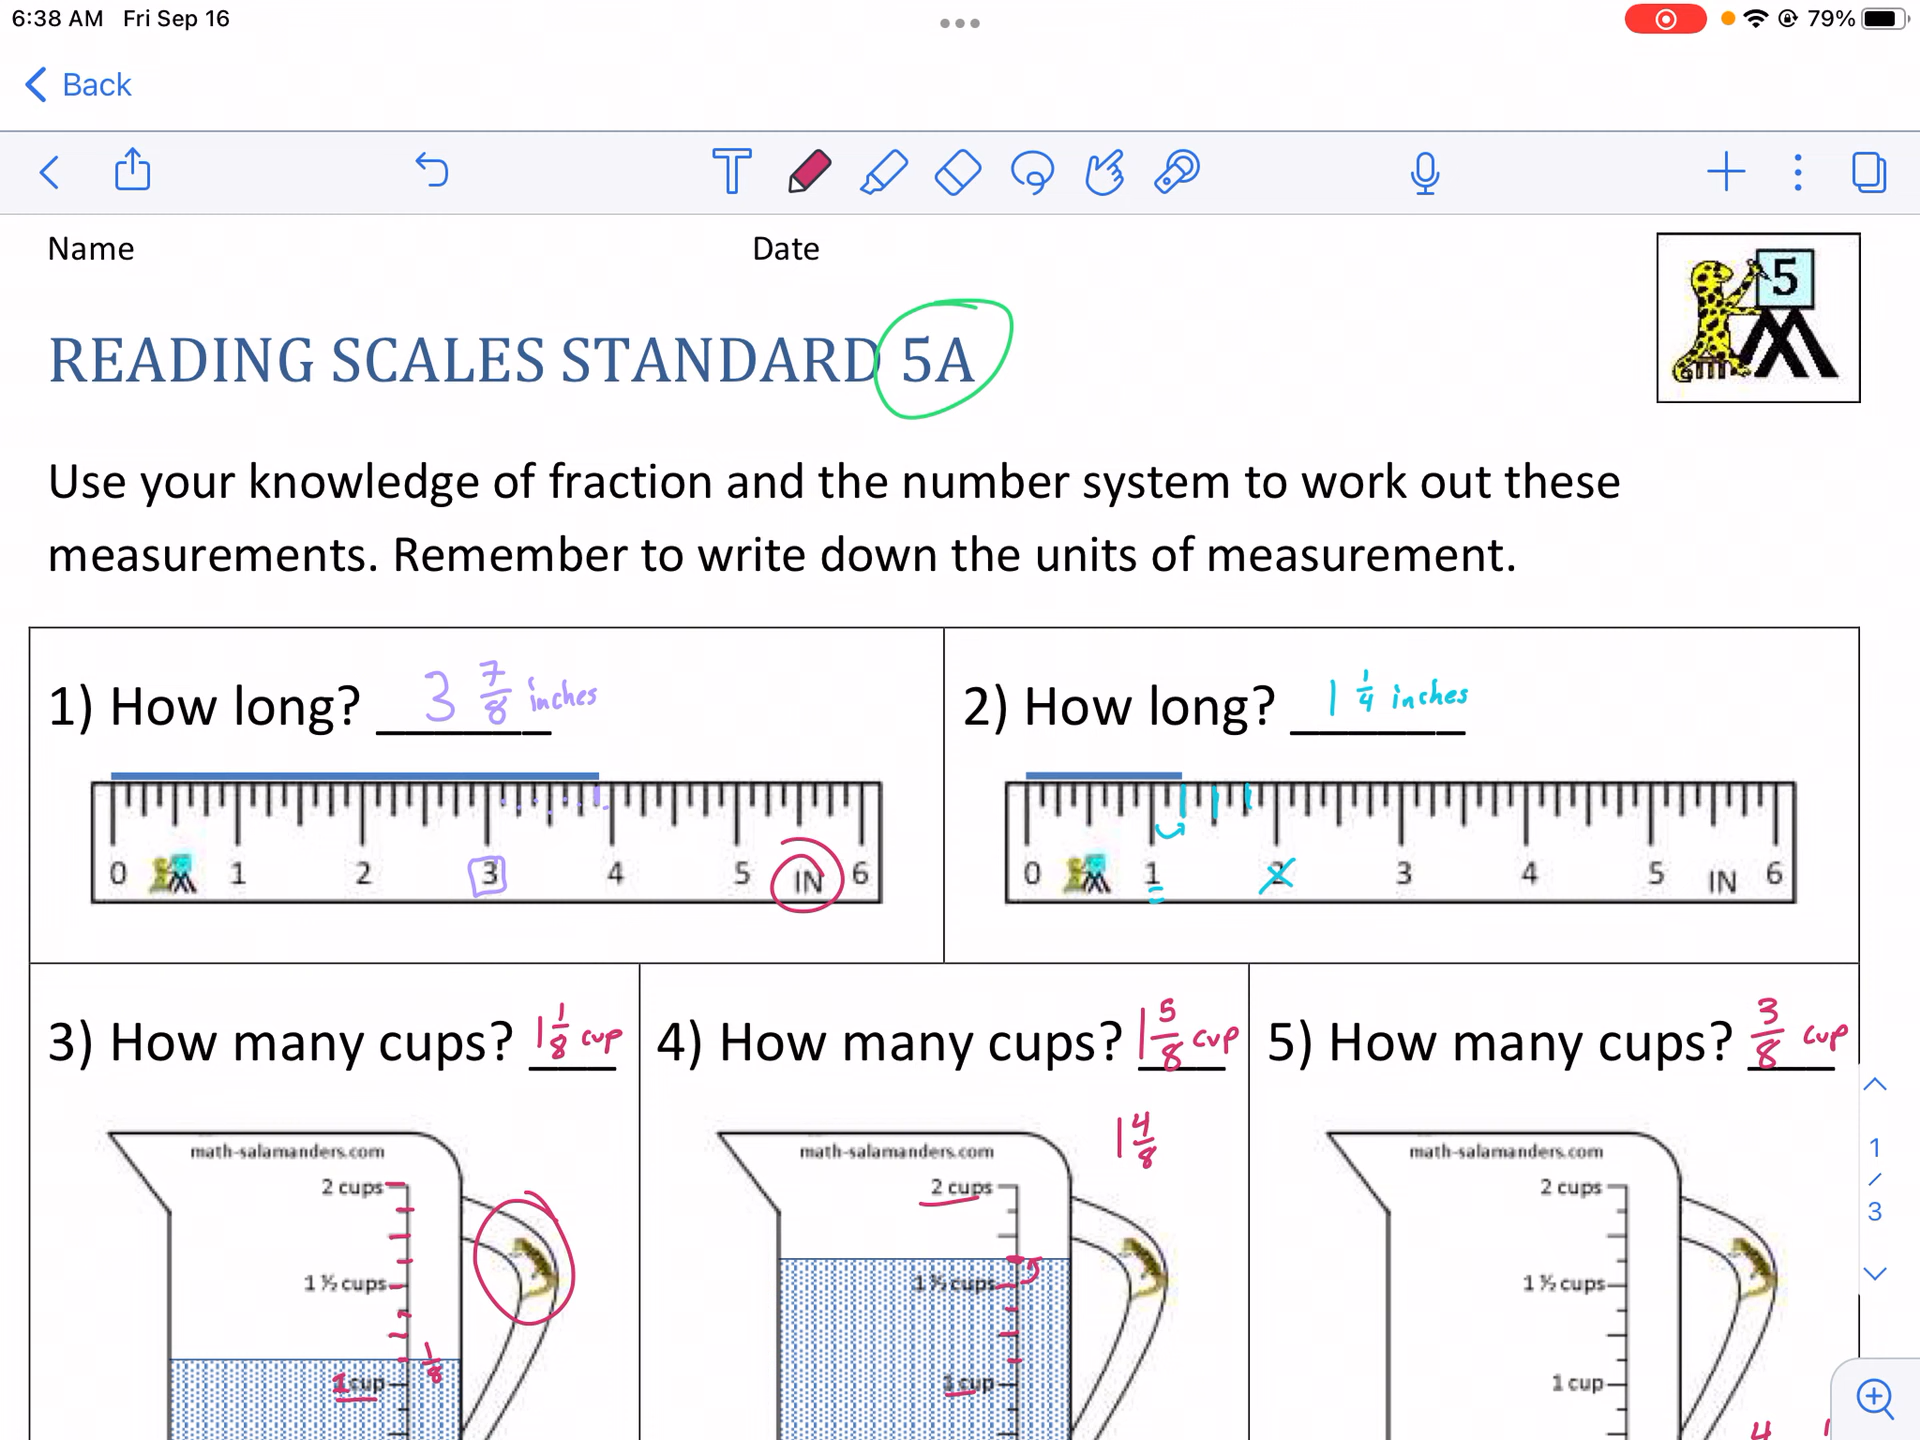 6:38 AM Fri Sep 16
79%
Back
Name
Date
5
READING SCALES STANDARD 5A
Use your knowledge of fraction and the number system to work out these
measurements. Remember to write down the units of measurement.
1) How long? 3 7/8 inches
0 1 2 3 4 5 IN 6
2) How long? 1 1/4 inches
0 1 2 3 4 5 IN 6
3) How many cups? 1 1/8 cup
math-salamanders.com
2 cups
1 ½ cups
1/8
1 cup
4) How many cups? 1 5/8 cup
1 4/8
math-salamanders.com
2 cups
1 ½ cups
1 cup
5) How many cups? 3/8 cup
math-salamanders.com
2 cups
1 ½ cups
1 cup
4
1
/
3